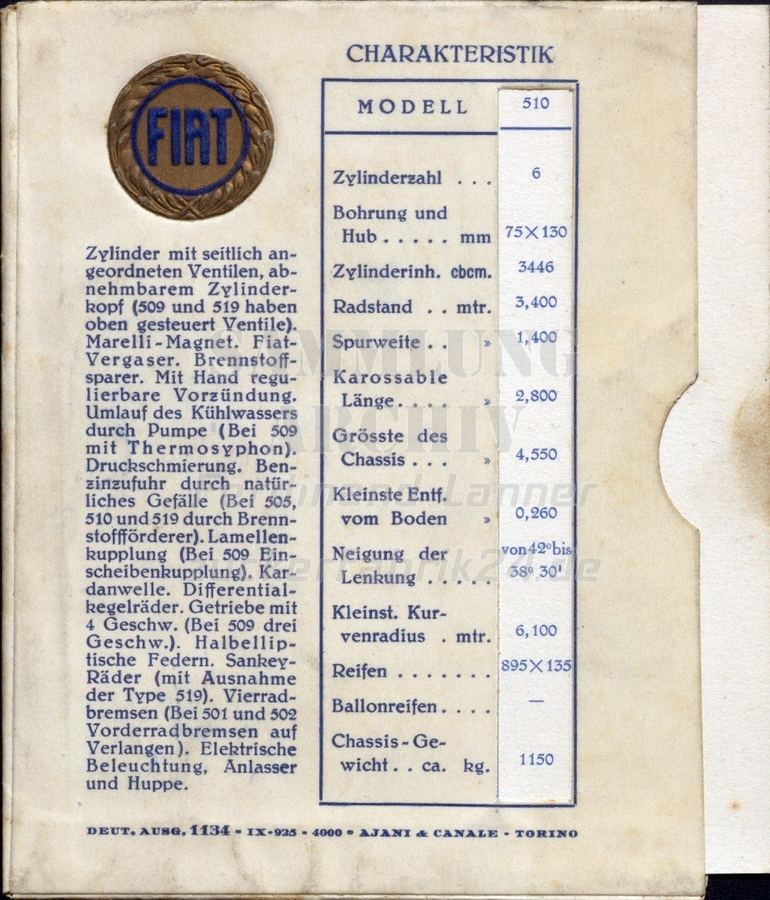 FIAT
Zylinder mit seitlich an-
geordneten Ventilen, ab-
nehmbarem Zylinder-
kopf (509 und 519 haben
oben gesteuert Ventile).
Marelli-Magnet. Fiat-
Vergaser. Brennstoff-
sparer. Mit Hand regu-
lierbare Vorzündung.
Umlauf des Kühlwassers
durch Pumpe (Bei 509
mit Thermosyphon).
Druckschmierung. Ben-
zinzufuhr durch natür-
liches Gefälle (Bei 505,
510 und 519 durch Brenn-
stoffförderer). Lamellen-
kupplung (Bei 509 Ein-
scheibenkupplung). Kar-
danwelle. Differential-
kegelräder. Getriebe mit
4 Geschw. (Bei 509 drei
Geschw.). Halbellip-
tische Federn. Sankey-
Räder (mit Ausnahme
der Type 519). Vierrad-
bremsen (Bei 501 und 502
Vorderradbremsen auf
Verlangen). Elektrische
Beleuchtung, Anlasser
und Huppe.
CHARAKTERISTIK
MODELL 510
Zylinderzahl . . . 6
Bohrung und
Hub . . . . . mm 75×130
Zylinderinh. cbcm. 3446
Radstand . . mtr. 3,400
Spurweite . . » 1,400
Karossable
Länge . . . . » 2,800
Grösste des
Chassis . . . » 4,550
Kleinste Entf.
vom Boden » 0,260
Neigung der von 42º bis
Lenkung . . . . . 38º 30'
Kleinst. Kur-
venradius . mtr. 6,100
Reifen . . . . . . . 895×135
Ballonreifen . . . . —
Chassis-Ge-
wicht . . ca. kg. 1150
DEUT. AUSG. 1134 - IX-925 - 4000 - AJANI & CANALE - TORINO
SAMMLUNG
ARCHIV